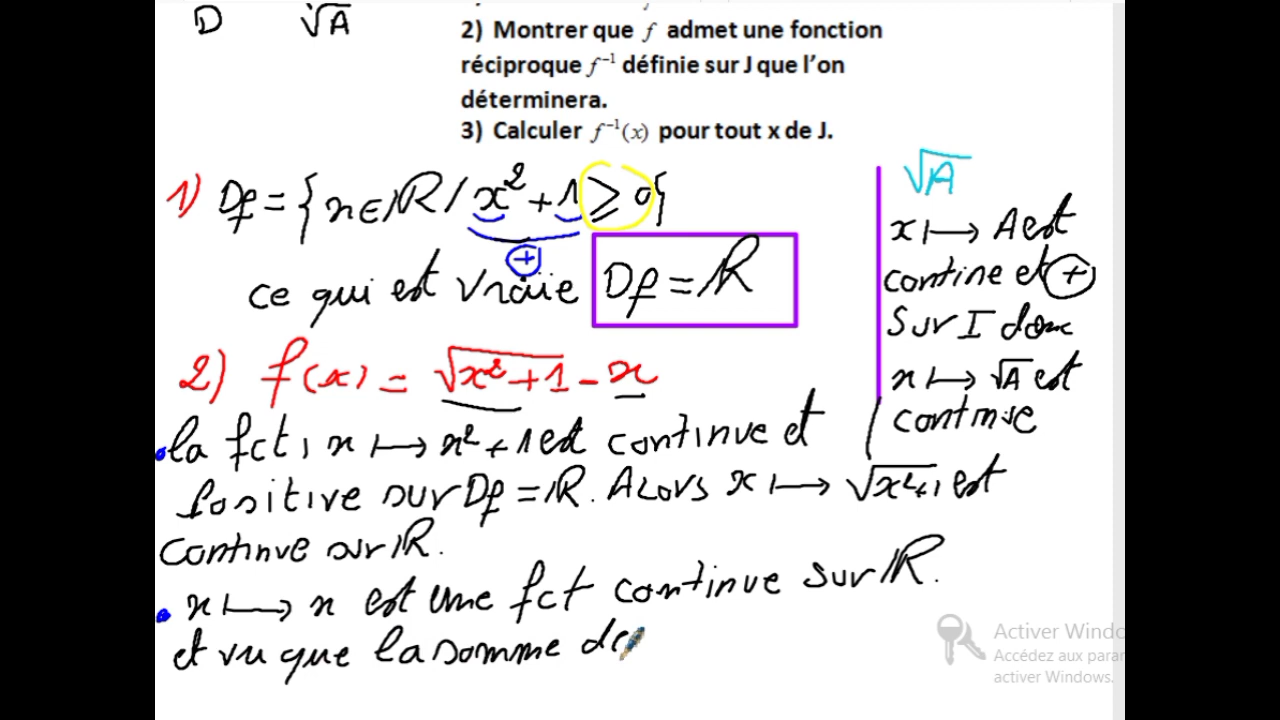 D √A
2) Montrer que f admet une fonction
réciproque f⁻¹ définie sur J que l'on
déterminera.
3) Calculer f⁻¹(x) pour tout x de J.
1) Df = {x ∈ ℝ / x² + 1 ≥ 0}
+
ce qui est vraie Df = ℝ
2) f(x) = √x²+1 - x
• la fct, x ⟼ x² + 1 est continue et
positive sur Df = ℝ. Alors x ⟼ √x²+1 est
continue sur ℝ.
• x ⟼ x est une fct continue sur ℝ.
et vu que la somme de
√A
x ⟼ A est
contine et +
sur I donc
x ⟼ √A est
continue
Activer Windo
Accédez aux parar
activer Windows.